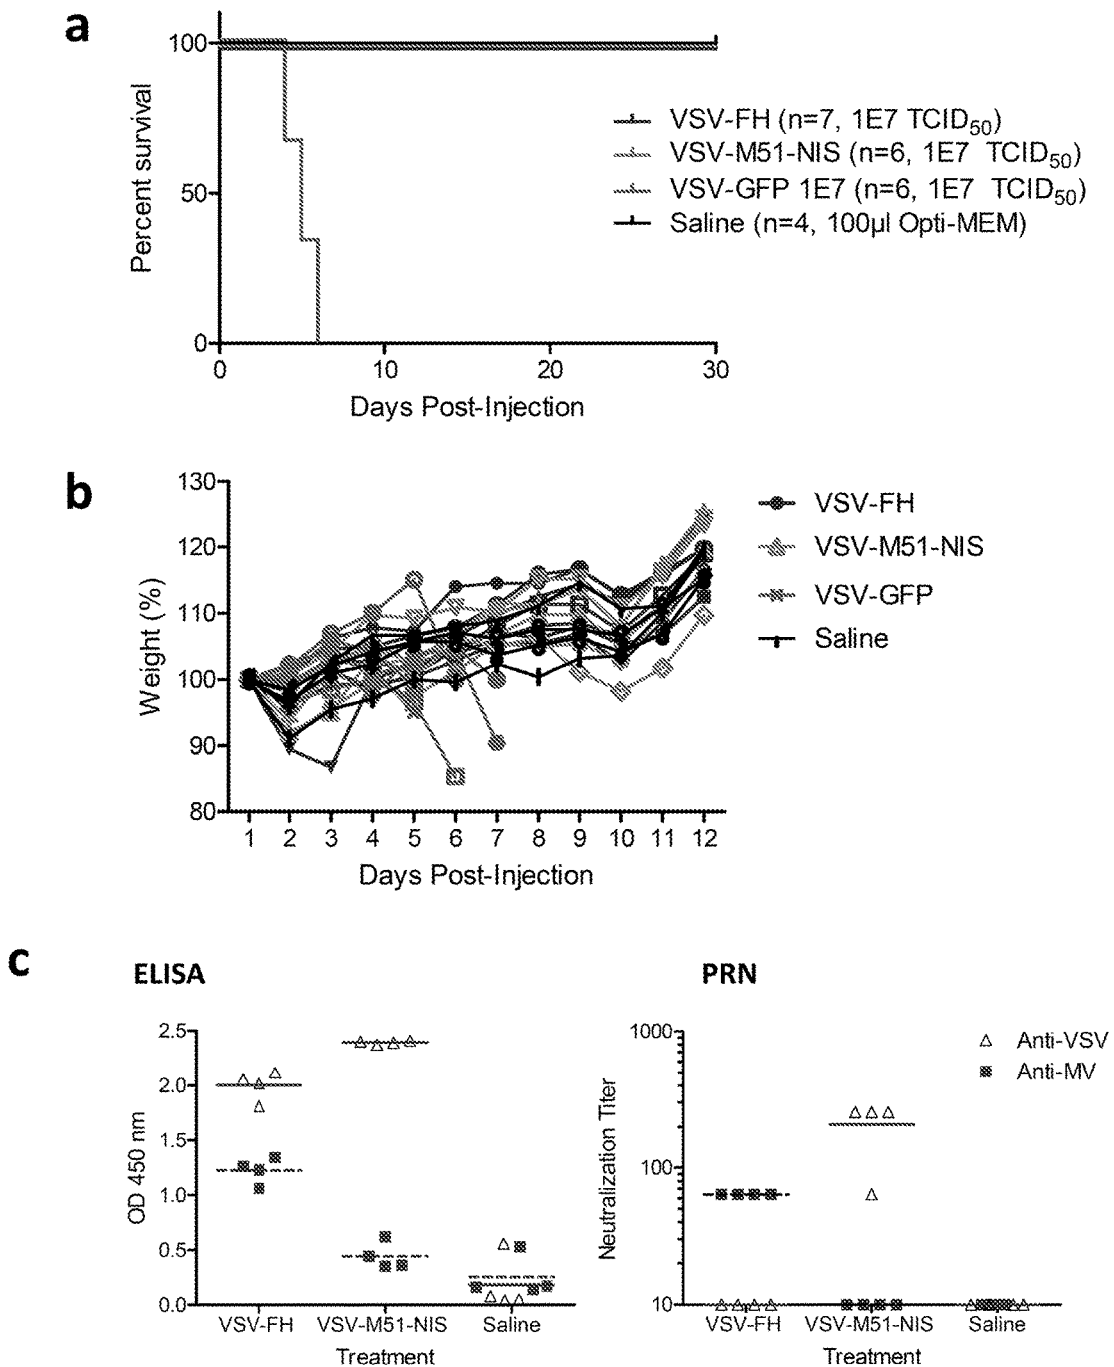 a
100
50
0
Percent survival
0 10 20 30
Days Post-Injection
VSV-FH (n=7, 1E7 TCID50)
VSV-M51-NIS (n=6, 1E7 TCID50)
VSV-GFP 1E7 (n=6, 1E7 TCID50)
Saline (n=4, 100µl Opti-MEM)
b
130
120
110
100
90
80
Weight (%)
1 2 3 4 5 6 7 8 9 10 11 12
Days Post-Injection
VSV-FH
VSV-M51-NIS
VSV-GFP
Saline
c
ELISA
2.5
2.0
1.5
1.0
0.5
0.0
OD 450 nm
VSV-FH VSV-M51-NIS Saline
Treatment
PRN
1000
100
10
Neutralization Titer
VSV-FH VSV-M51-NIS Saline
Treatment
Anti-VSV
Anti-MV